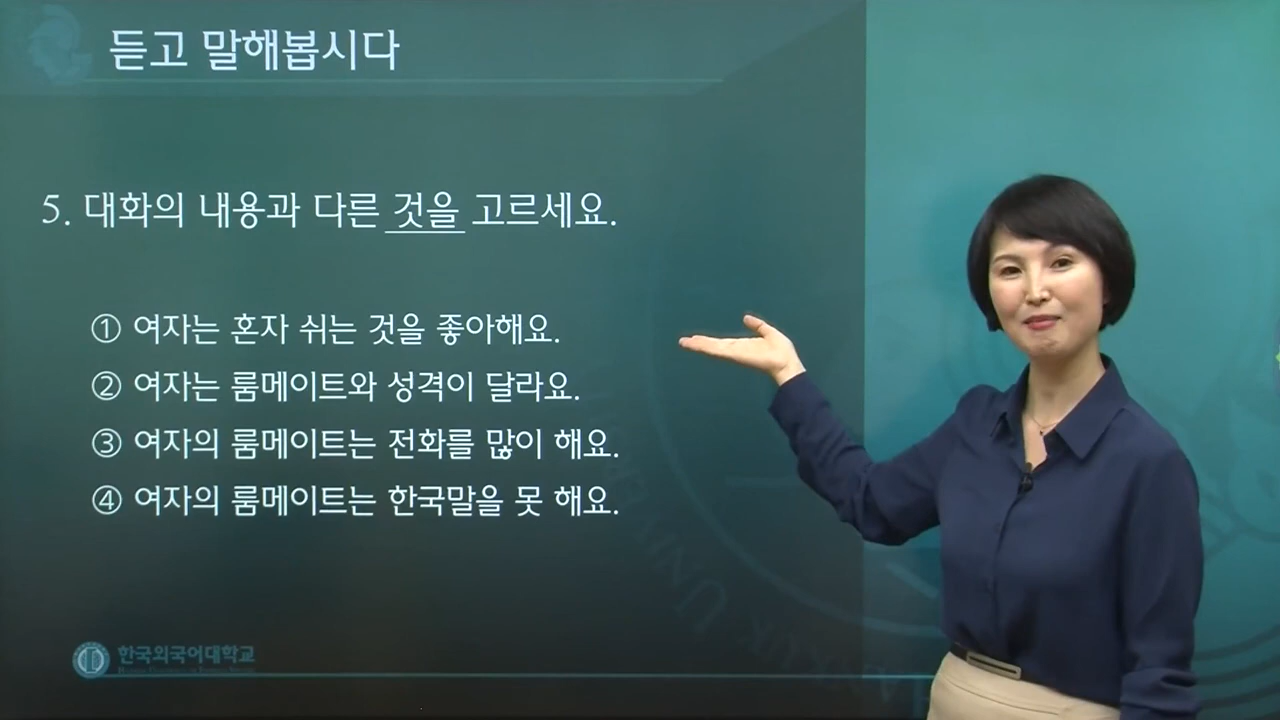 듣고 말해봅시다
5. 대화의 내용과 다른 것을 고르세요.
① 여자는 혼자 쉬는 것을 좋아해요.
② 여자는 룸메이트와 성격이 달라요.
③ 여자의 룸메이트는 전화를 많이 해요.
④ 여자의 룸메이트는 한국말을 못 해요.
한국외국어대학교